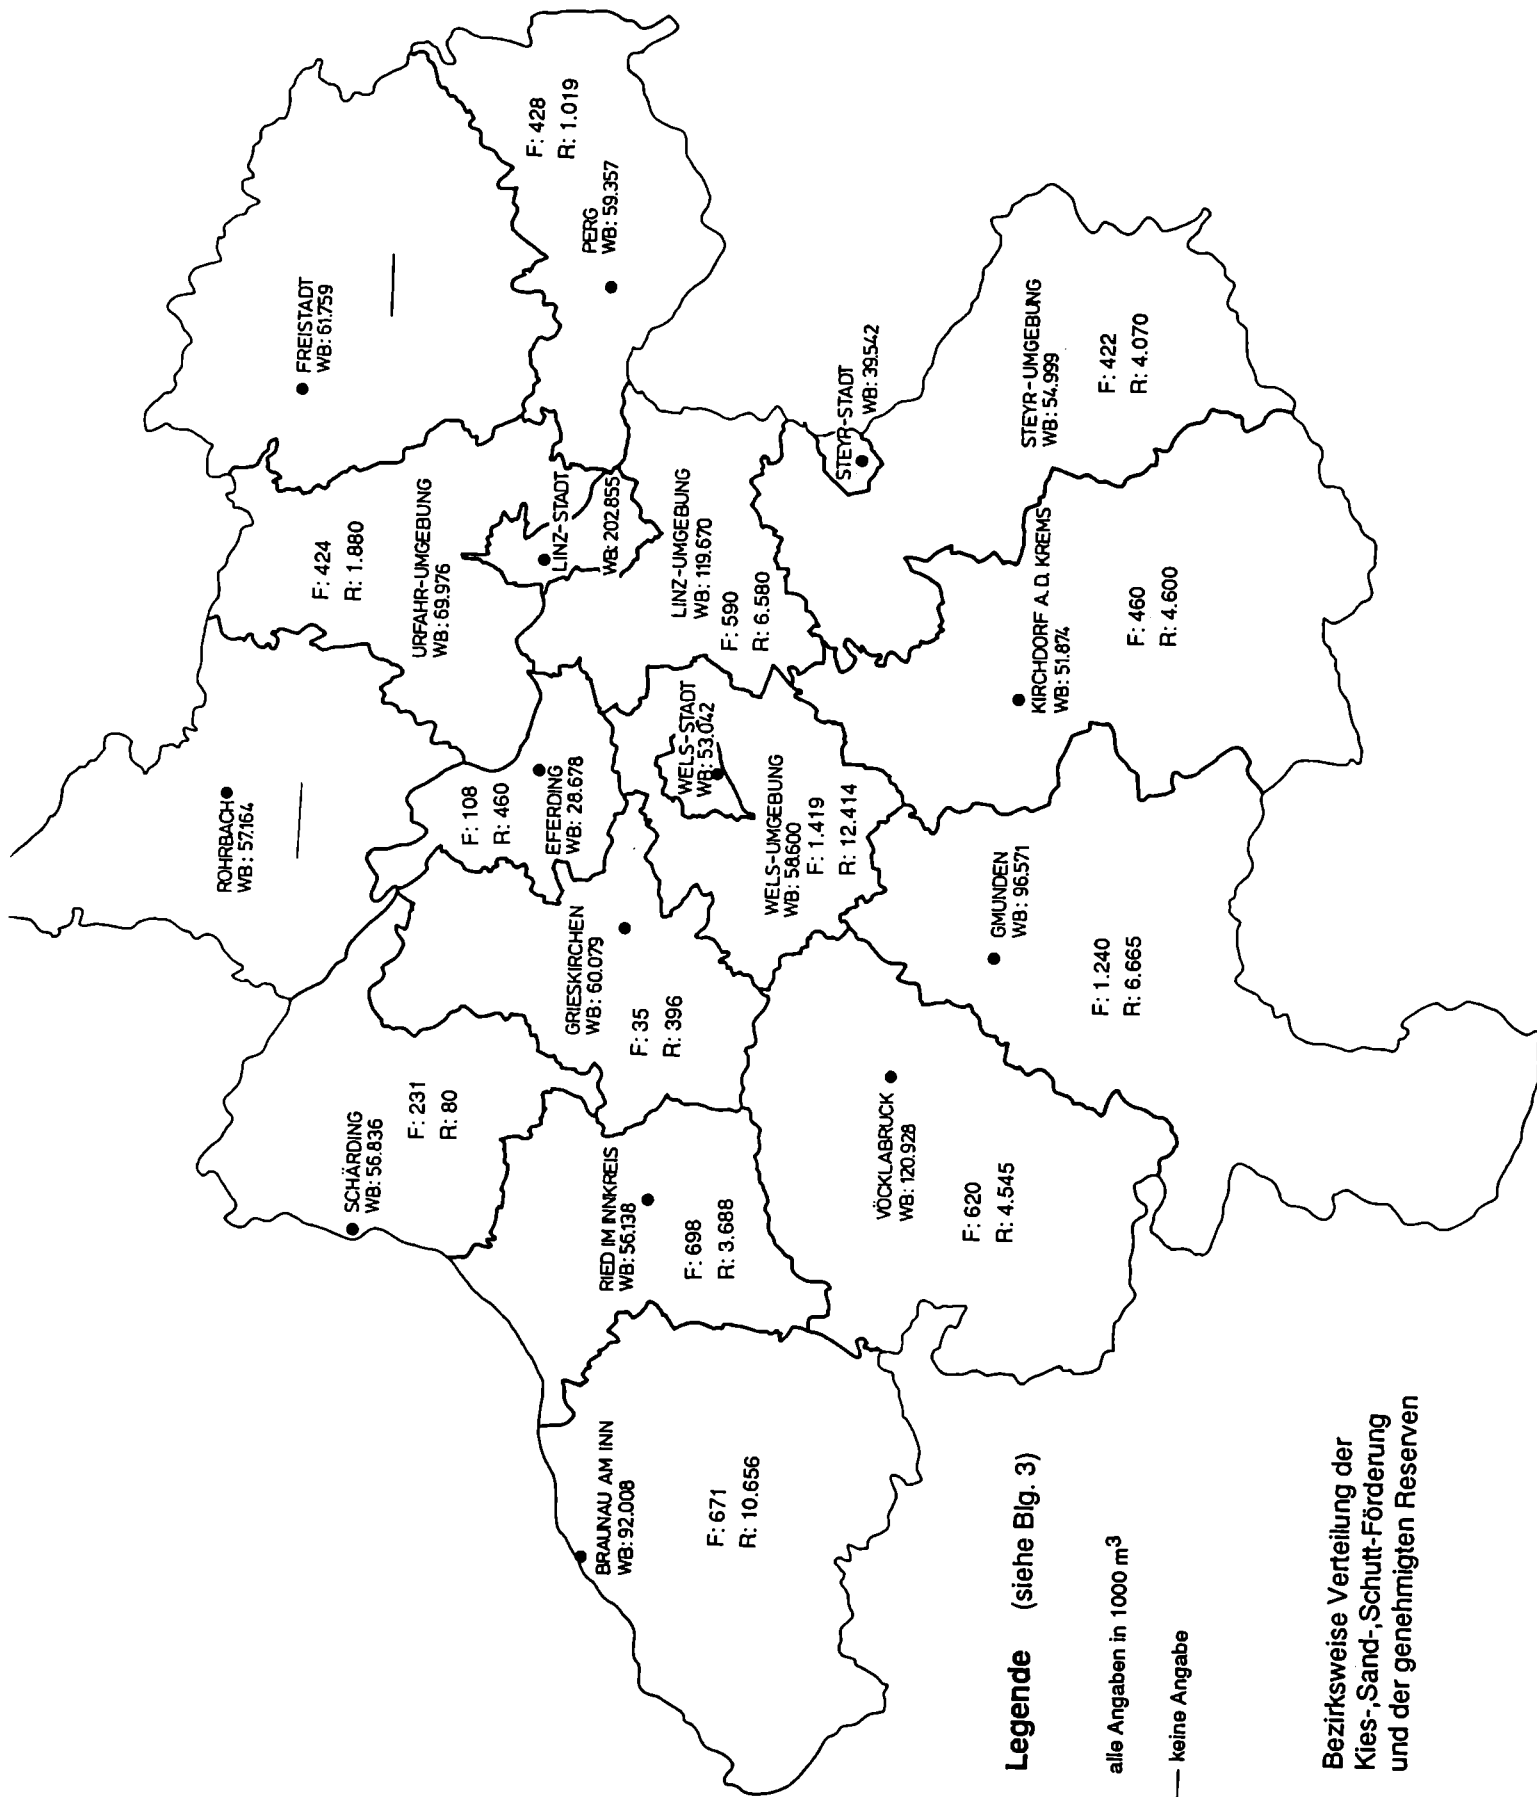 ROHRBACH
WB: 57.164
—
FREISTADT
WB: 61.759
—
F: 424
R: 1.880
URFAHR-UMGEBUNG
WB: 69.976
SCHÄRDING
WB: 56.836
F: 231
R: 80
F: 108
R: 460
EFERDING
WB: 28.678
LINZ-STADT
WB: 202.855
F: 428
R: 1.019
PERG
WB: 59.357
GRIESKIRCHEN
WB: 60.079
F: 35
R: 396
BRAUNAU AM INN
WB: 92.008
F: 671
R: 10.656
RIED IM INNKREIS
WB: 56.138
F: 698
R: 3.688
WELS-STADT
WB: 53.042
LINZ-UMGEBUNG
WB: 119.670
F: 590
R: 6.580
WELS-UMGEBUNG
WB: 58.600
F: 1.419
R: 12.414
STEYR-STADT
WB: 39.542
VÖCKLABRUCK
WB: 120.928
F: 620
R: 4.545
GMUNDEN
WB: 96.571
F: 1.240
R: 6.665
KIRCHDORF A.D. KREMS
WB: 51.874
F: 460
R: 4.600
STEYR-UMGEBUNG
WB: 54.999
F: 422
R: 4.070
Legende (siehe Blg. 3)
alle Angaben in 1000 m³
— keine Angabe
Bezirksweise Verteilung der
Kies-,Sand-,Schutt-Förderung
und der genehmigten Reserven